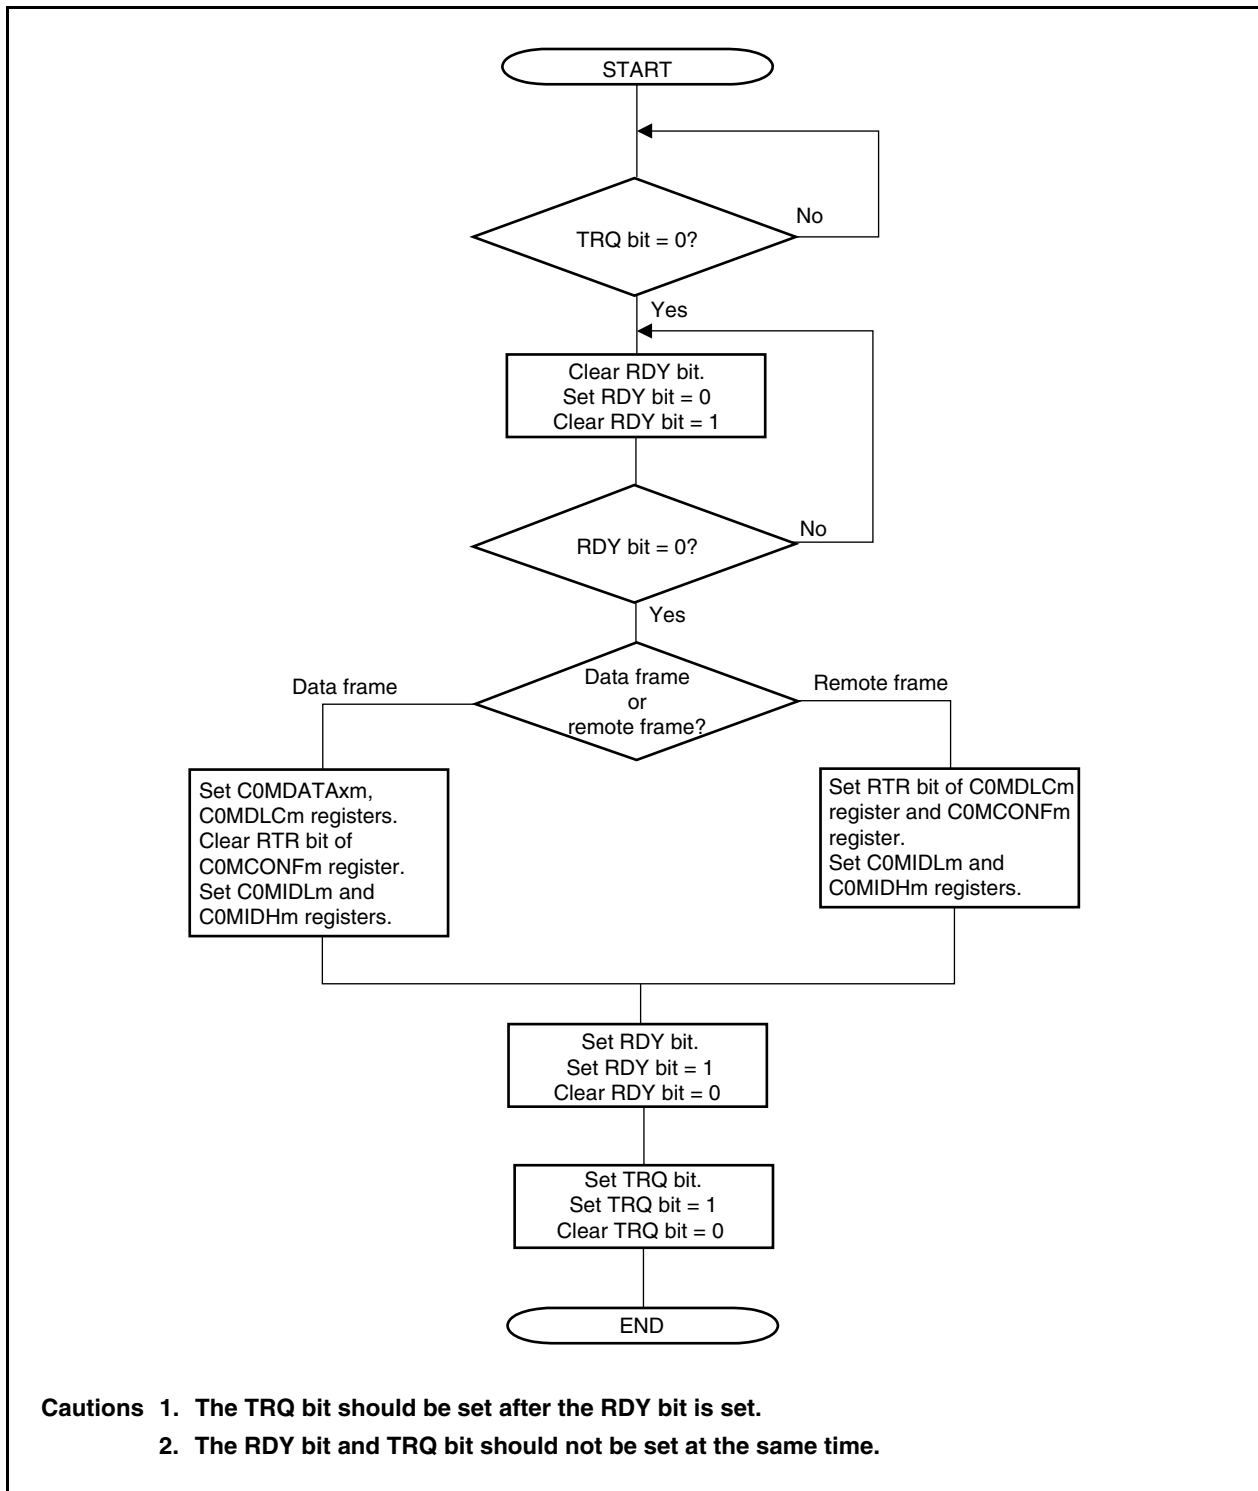 START
TRQ bit = 0?
No
Yes
Clear RDY bit.
Set RDY bit = 0
Clear RDY bit = 1
RDY bit = 0?
No
Yes
Data frame
or
remote frame?
Data frame
Remote frame
Set C0MDATAxm,
C0MDLCm registers.
Clear RTR bit of
C0MCONFm register.
Set C0MIDLm and
C0MIDHm registers.
Set RTR bit of C0MDLCm
register and C0MCONFm
register.
Set C0MIDLm and
C0MIDHm registers.
Set RDY bit.
Set RDY bit = 1
Clear RDY bit = 0
Set TRQ bit.
Set TRQ bit = 1
Clear TRQ bit = 0
END
Cautions 1. The TRQ bit should be set after the RDY bit is set.
2. The RDY bit and TRQ bit should not be set at the same time.